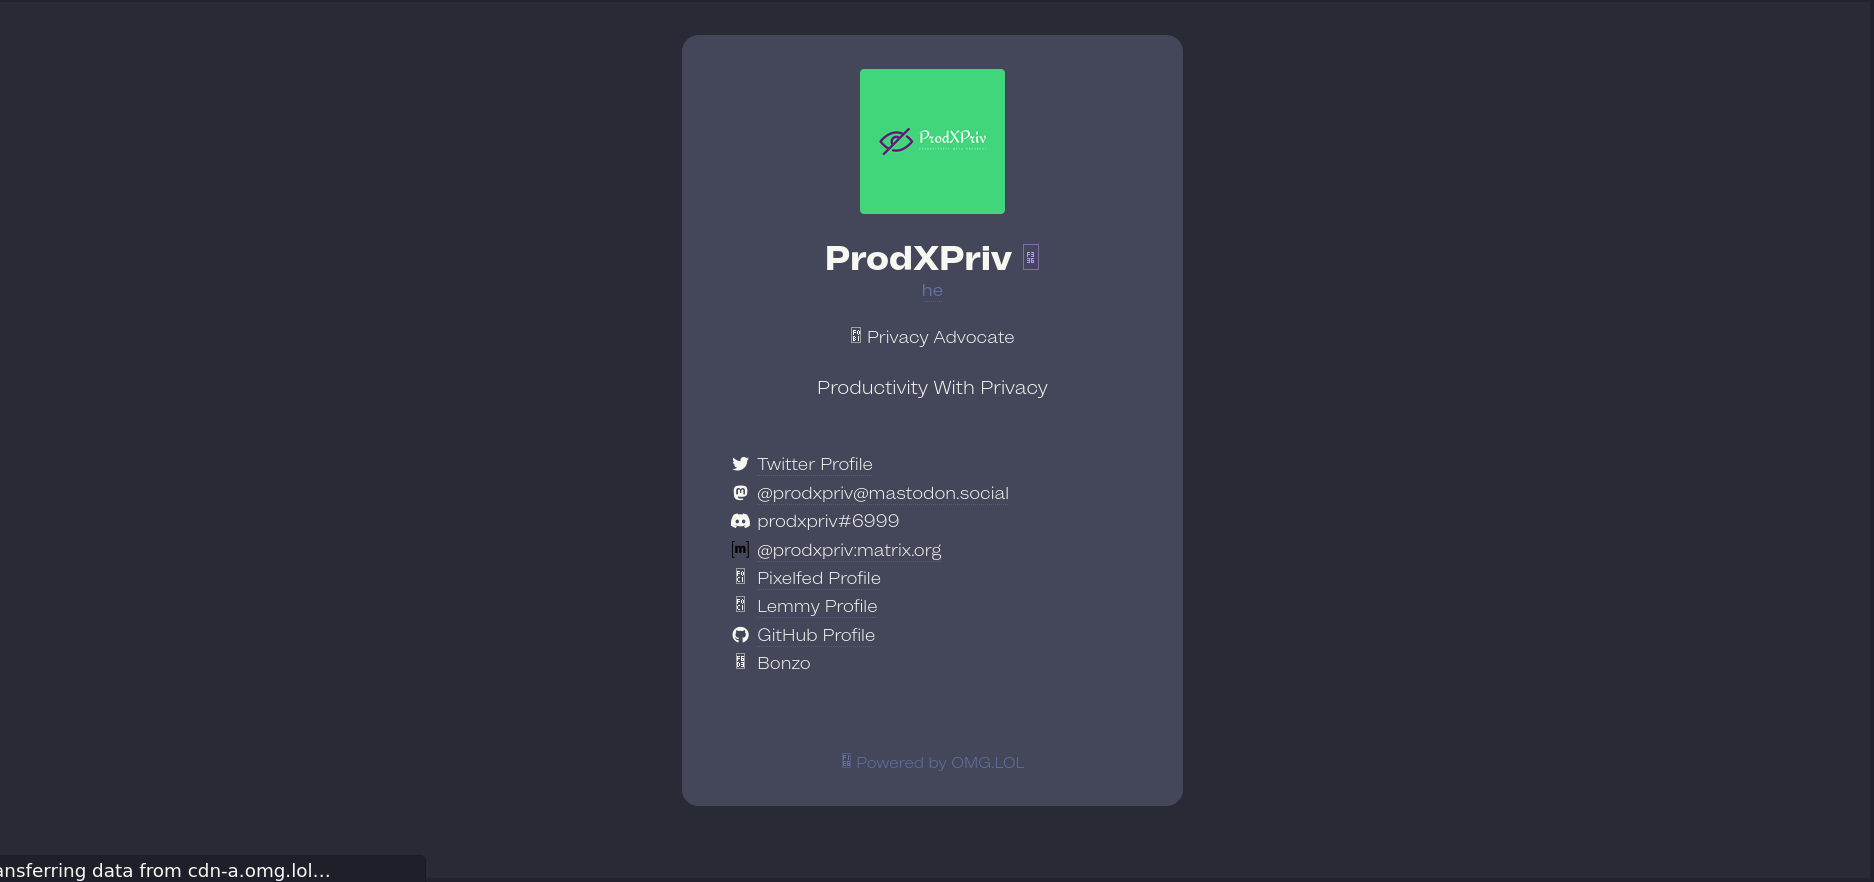 ProdXPriv
ProdXPriv
he
Privacy Advocate
Productivity With Privacy
Twitter Profile
@prodxpriv@mastodon.social
prodxpriv#6999
[m] @prodxpriv:matrix.org
Pixelfed Profile
Lemmy Profile
GitHub Profile
Bonzo
Powered by OMG.LOL
ansferring data from cdn-a.omg.lol...